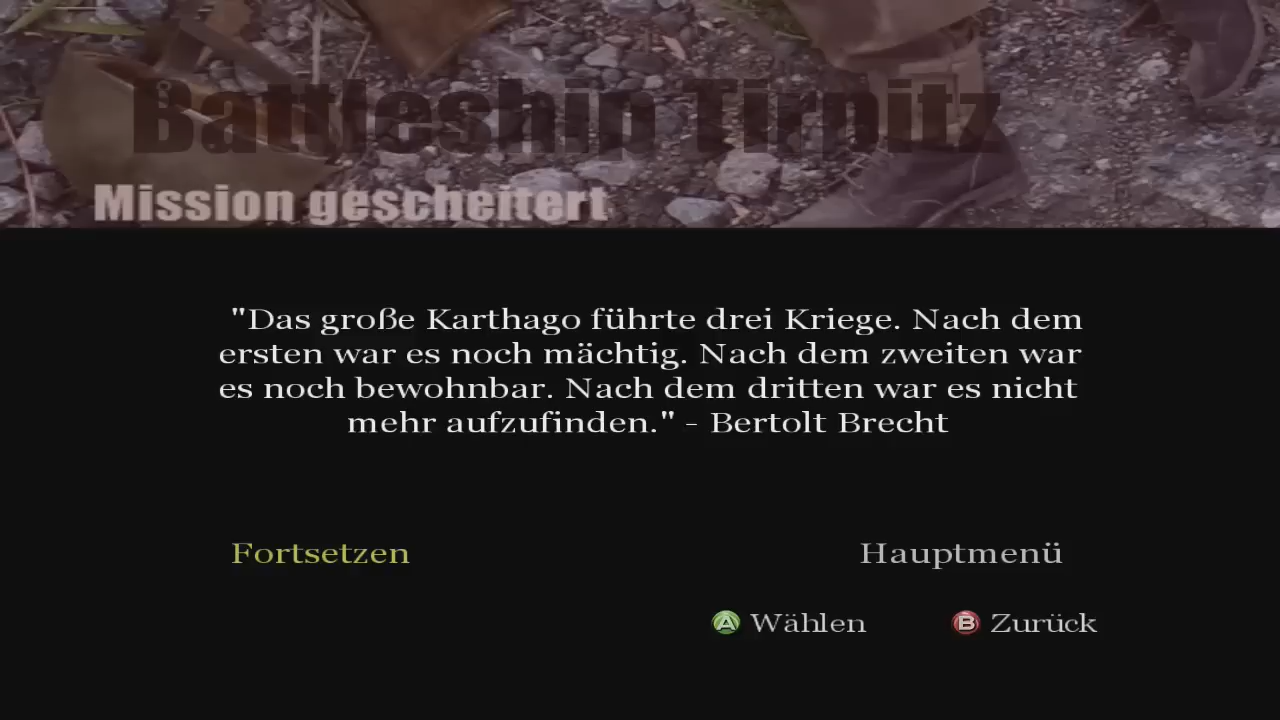 Battleship Tirpitz
Mission gescheitert
"Das große Karthago führte drei Kriege. Nach dem
ersten war es noch mächtig. Nach dem zweiten war
es noch bewohnbar. Nach dem dritten war es nicht
mehr aufzufinden." - Bertolt Brecht
Fortsetzen Hauptmenü
A Wählen B Zurück